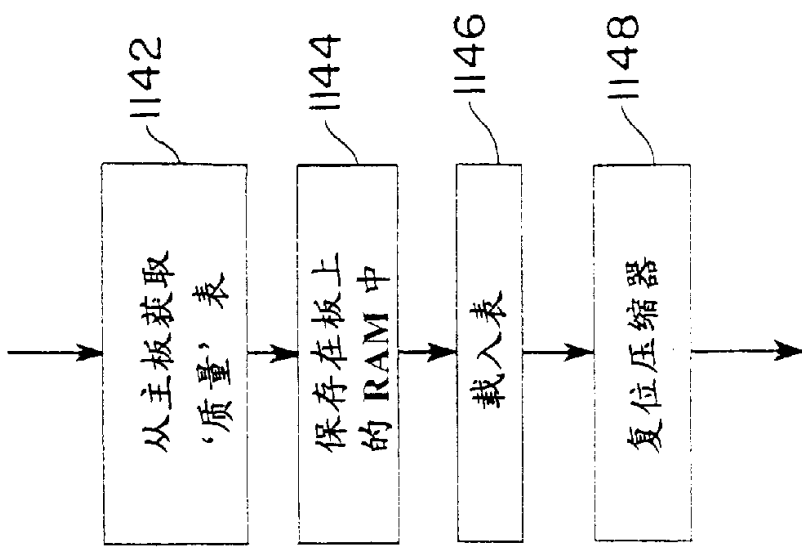 从主板获取
‘质量’表
1142
保存在板上
的 RAM 中
1144
载入表
1146
复位压缩器
1148